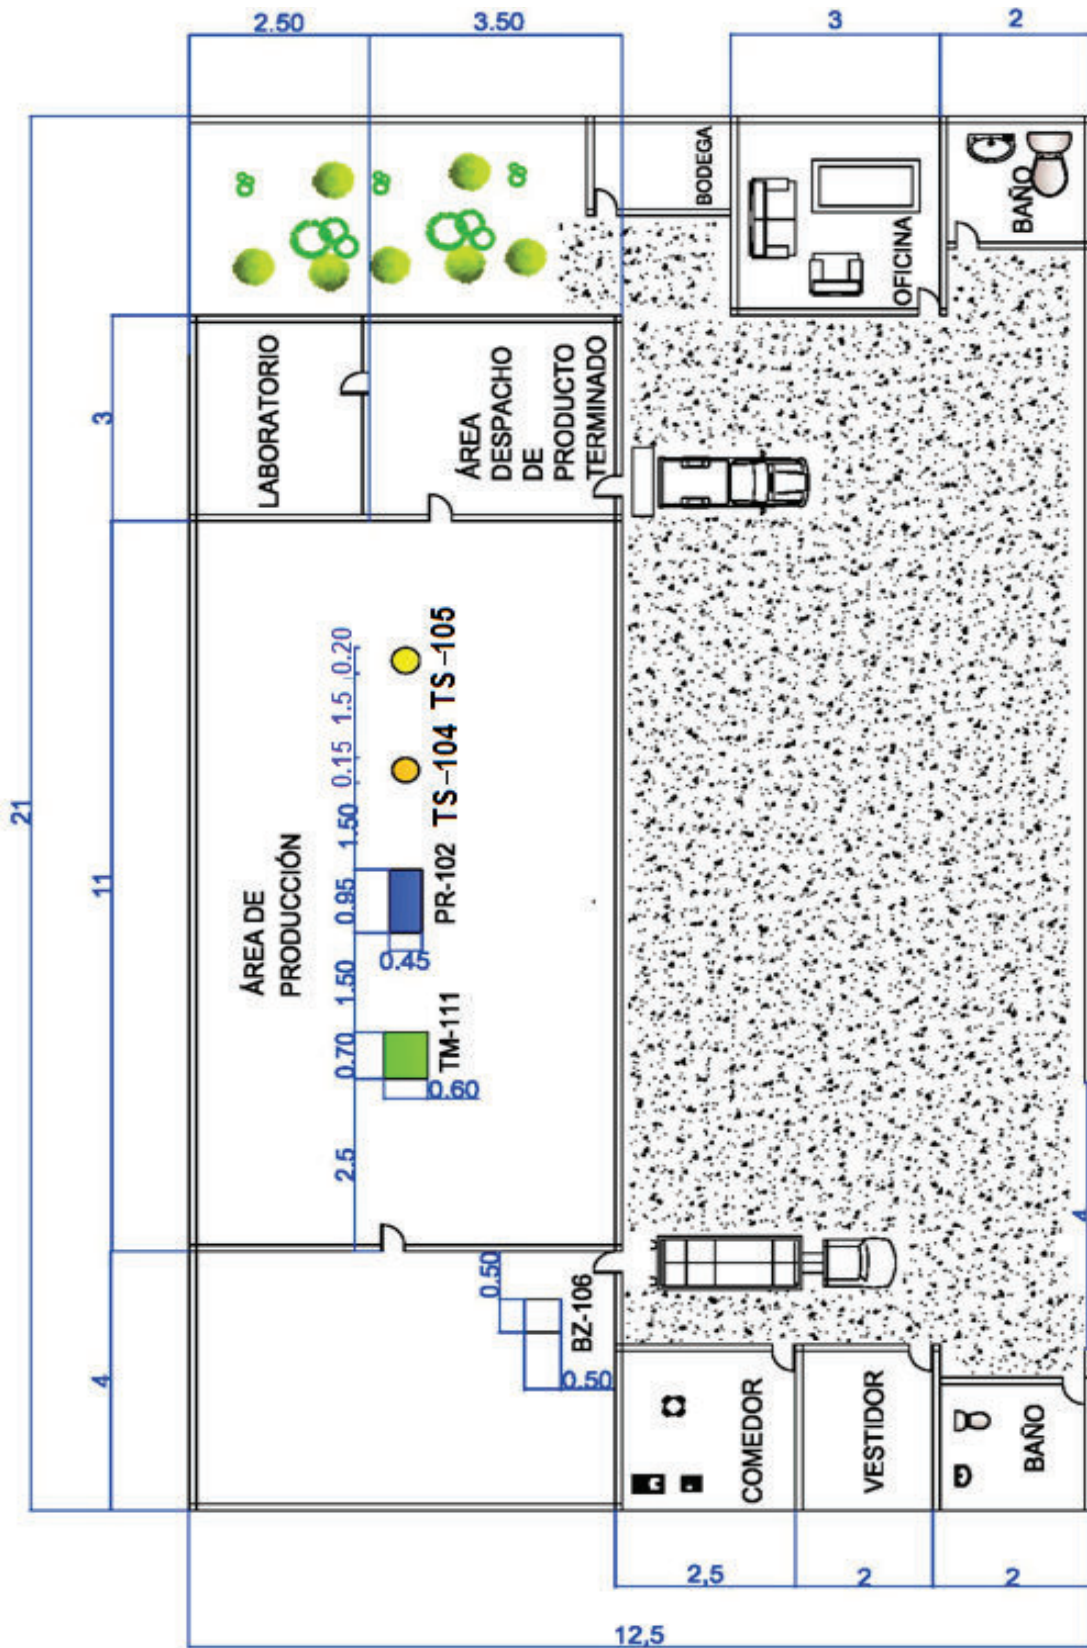 2.50
3.50
3
2
BODEGA
OFICINA
BAÑO
LABORATORIO
ÁREA
DESPACHO
DE
PRODUCTO
TERMINADO
3
21
11
4
ÁREA DE
PRODUCCIÓN
2.5
0.70
1.50
0.95
1.50
0.15
1.5
0.20
0.60
0.45
TM-111
PR-102
TS-104
TS-105
0.50
0.50
BZ-106
COMEDOR
VESTIDOR
BAÑO
4
2,5
2
2
12,5